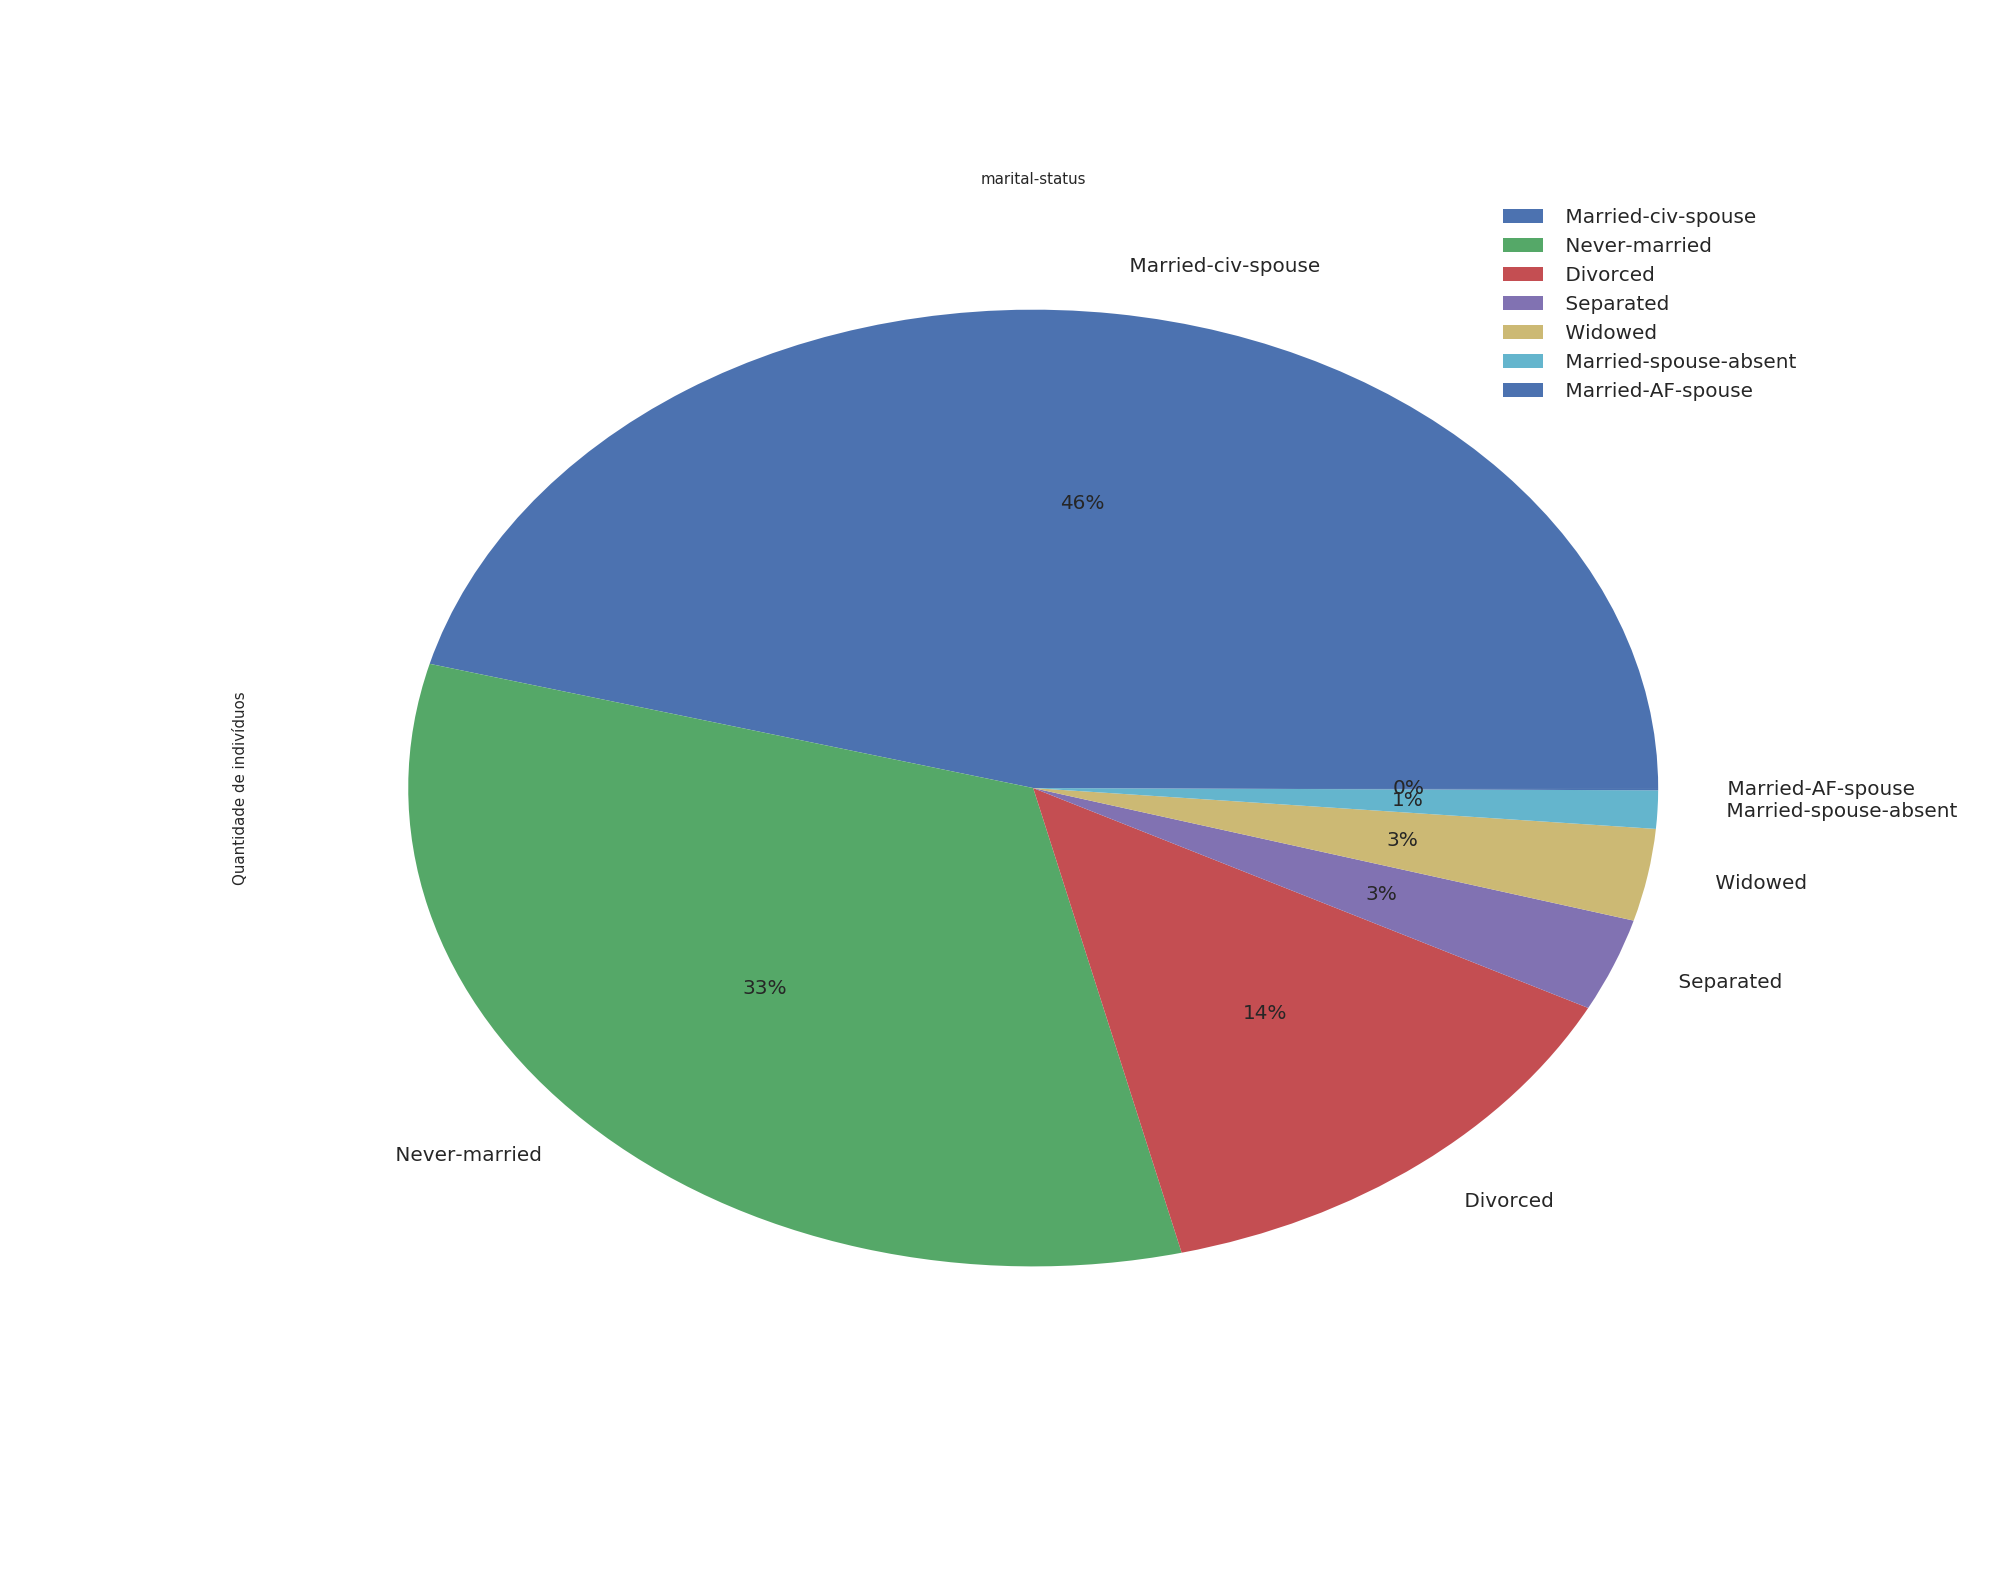 marital-status
Married-civ-spouse
Never-married
Divorced
Separated
Widowed
Married-spouse-absent
Married-AF-spouse
Married-civ-spouse
46%
Quantidade de indivíduos
0%
Married-AF-spouse
1%
Married-spouse-absent
3%
Widowed
3%
Separated
33%
14%
Never-married
Divorced